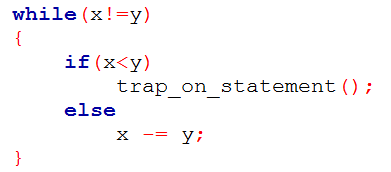 while(x!=y)
{
    if(x<y)
        trap_on_statement();
    else
        x -= y;
}